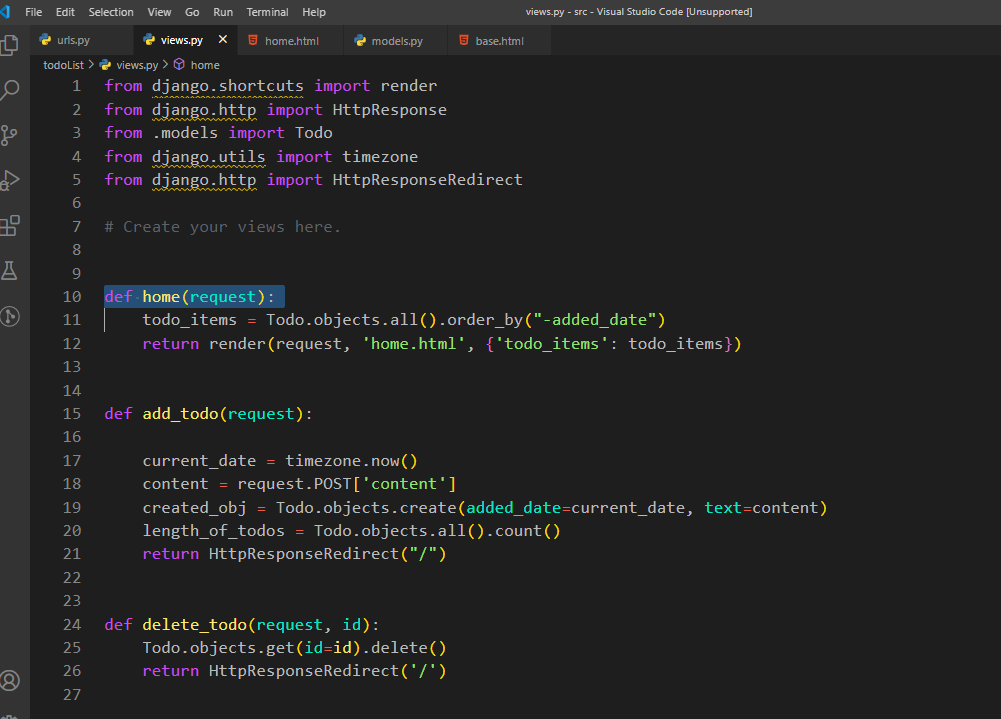 File Edit Selection View Go Run Terminal Help views.py - src - Visual Studio Code [Unsupported]
urls.py views.py × home.html models.py base.html
todoList > views.py > home
1 from django.shortcuts import render
2 from django.http import HttpResponse
3 from .models import Todo
4 from django.utils import timezone
5 from django.http import HttpResponseRedirect
6
7 # Create your views here.
8
9
10 def home(request):
11 todo_items = Todo.objects.all().order_by("-added_date")
12 return render(request, 'home.html', {'todo_items': todo_items})
13
14
15 def add_todo(request):
16
17 current_date = timezone.now()
18 content = request.POST['content']
19 created_obj = Todo.objects.create(added_date=current_date, text=content)
20 length_of_todos = Todo.objects.all().count()
21 return HttpResponseRedirect("/")
22
23
24 def delete_todo(request, id):
25 Todo.objects.get(id=id).delete()
26 return HttpResponseRedirect('/')
27